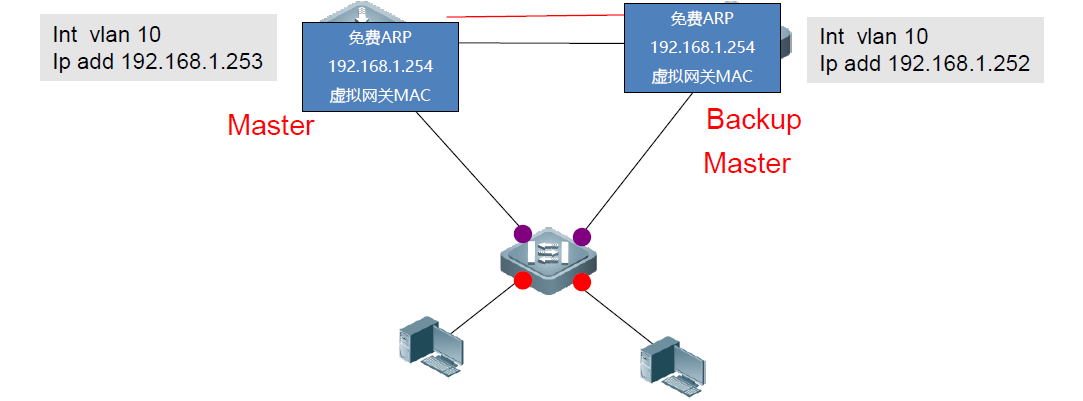 Int vlan 10
Ip add 192.168.1.253
免费ARP
192.168.1.254
虚拟网关MAC
Master
免费ARP
192.168.1.254
虚拟网关MAC
Int vlan 10
Ip add 192.168.1.252
Backup
Master